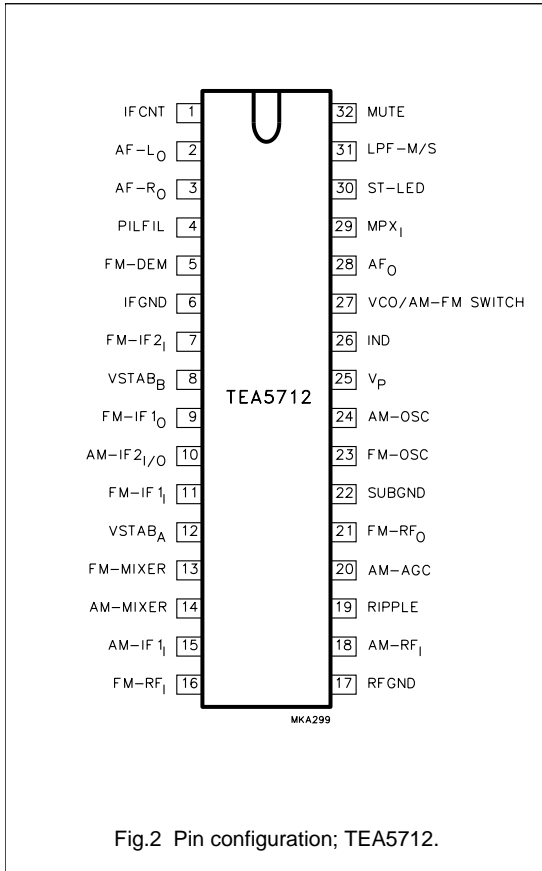 IFCNT 1 32 MUTE
AF-LO 2 31 LPF-M/S
AF-RO 3 30 ST-LED
PILFIL 4 29 MPXI
FM-DEM 5 28 AFO
IFGND 6 27 VCO/AM-FM SWITCH
FM-IF2I 7 26 IND
VSTABB 8 25 VP
TEA5712
FM-IF1O 9 24 AM-OSC
AM-IF2I/O 10 23 FM-OSC
FM-IF1I 11 22 SUBGND
VSTABA 12 21 FM-RFO
FM-MIXER 13 20 AM-AGC
AM-MIXER 14 19 RIPPLE
AM-IF1I 15 18 AM-RFI
FM-RFI 16 17 RFGND
MKA299
Fig.2 Pin configuration; TEA5712.